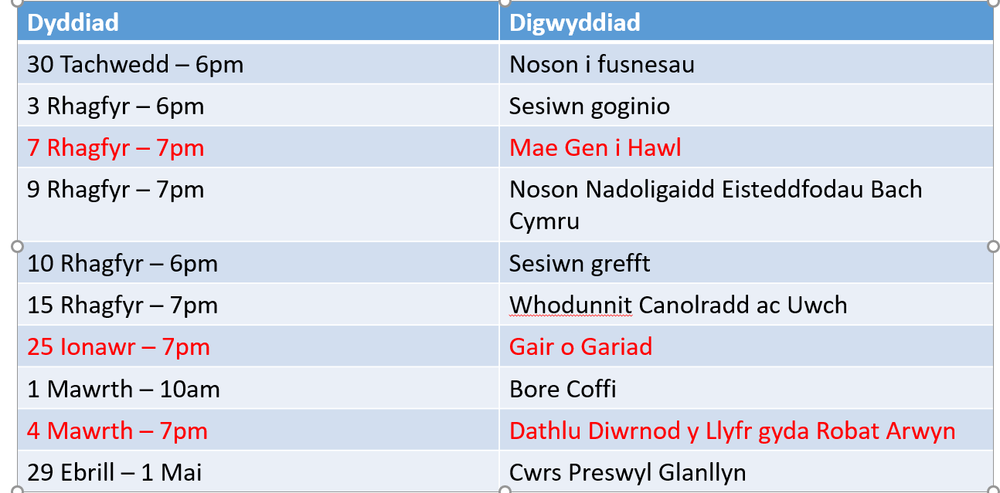 Dyddiad Digwyddiad
30 Tachwedd – 6pm Noson i fusnesau
3 Rhagfyr – 6pm Sesiwn goginio
7 Rhagfyr – 7pm Mae Gen i Hawl
9 Rhagfyr – 7pm Noson Nadoligaidd Eisteddfodau Bach
Cymru
10 Rhagfyr – 6pm Sesiwn grefft
15 Rhagfyr – 7pm Whodunnit Canolradd ac Uwch
25 Ionawr – 7pm Gair o Gariad
1 Mawrth – 10am Bore Coffi
4 Mawrth – 7pm Dathlu Diwrnod y Llyfr gyda Robat Arwyn
29 Ebrill – 1 Mai Cwrs Preswyl Glanllyn